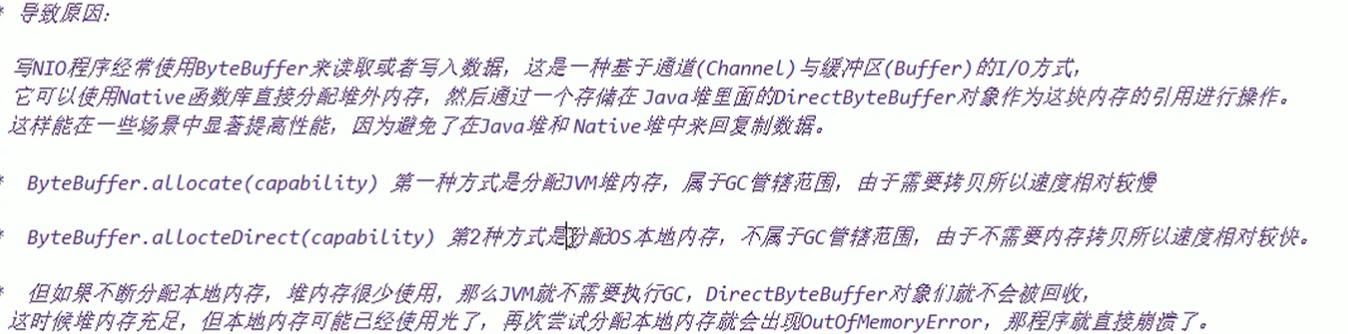 * 导致原因:
写NIO程序经常使用ByteBuffer来读取或者写入数据，这是一种基于通道(Channel)与缓冲区(Buffer)的I/O方式，
它可以使用Native函数库直接分配堆外内存，然后通过一个存储在 Java堆里面的DirectByteBuffer对象作为这块内存的引用进行操作。
这样能在一些场景中显著提高性能，因为避免了在Java堆和 Native堆中来回复制数据。
* ByteBuffer.allocate(capability) 第一种方式是分配JVM堆内存，属于GC管辖范围，由于需要拷贝所以速度相对较慢
* ByteBuffer.allocteDirect(capability) 第2种方式是分配OS本地内存，不属于GC管辖范围，由于不需要内存拷贝所以速度相对较快。
* 但如果不断分配本地内存，堆内存很少使用，那么JVM就不需要执行GC，DirectByteBuffer对象们就不会被回收，
这时候堆内存充足，但本地内存可能已经使用光了，再次尝试分配本地内存就会出现OutOfMemoryError，那程序就直接崩溃了。